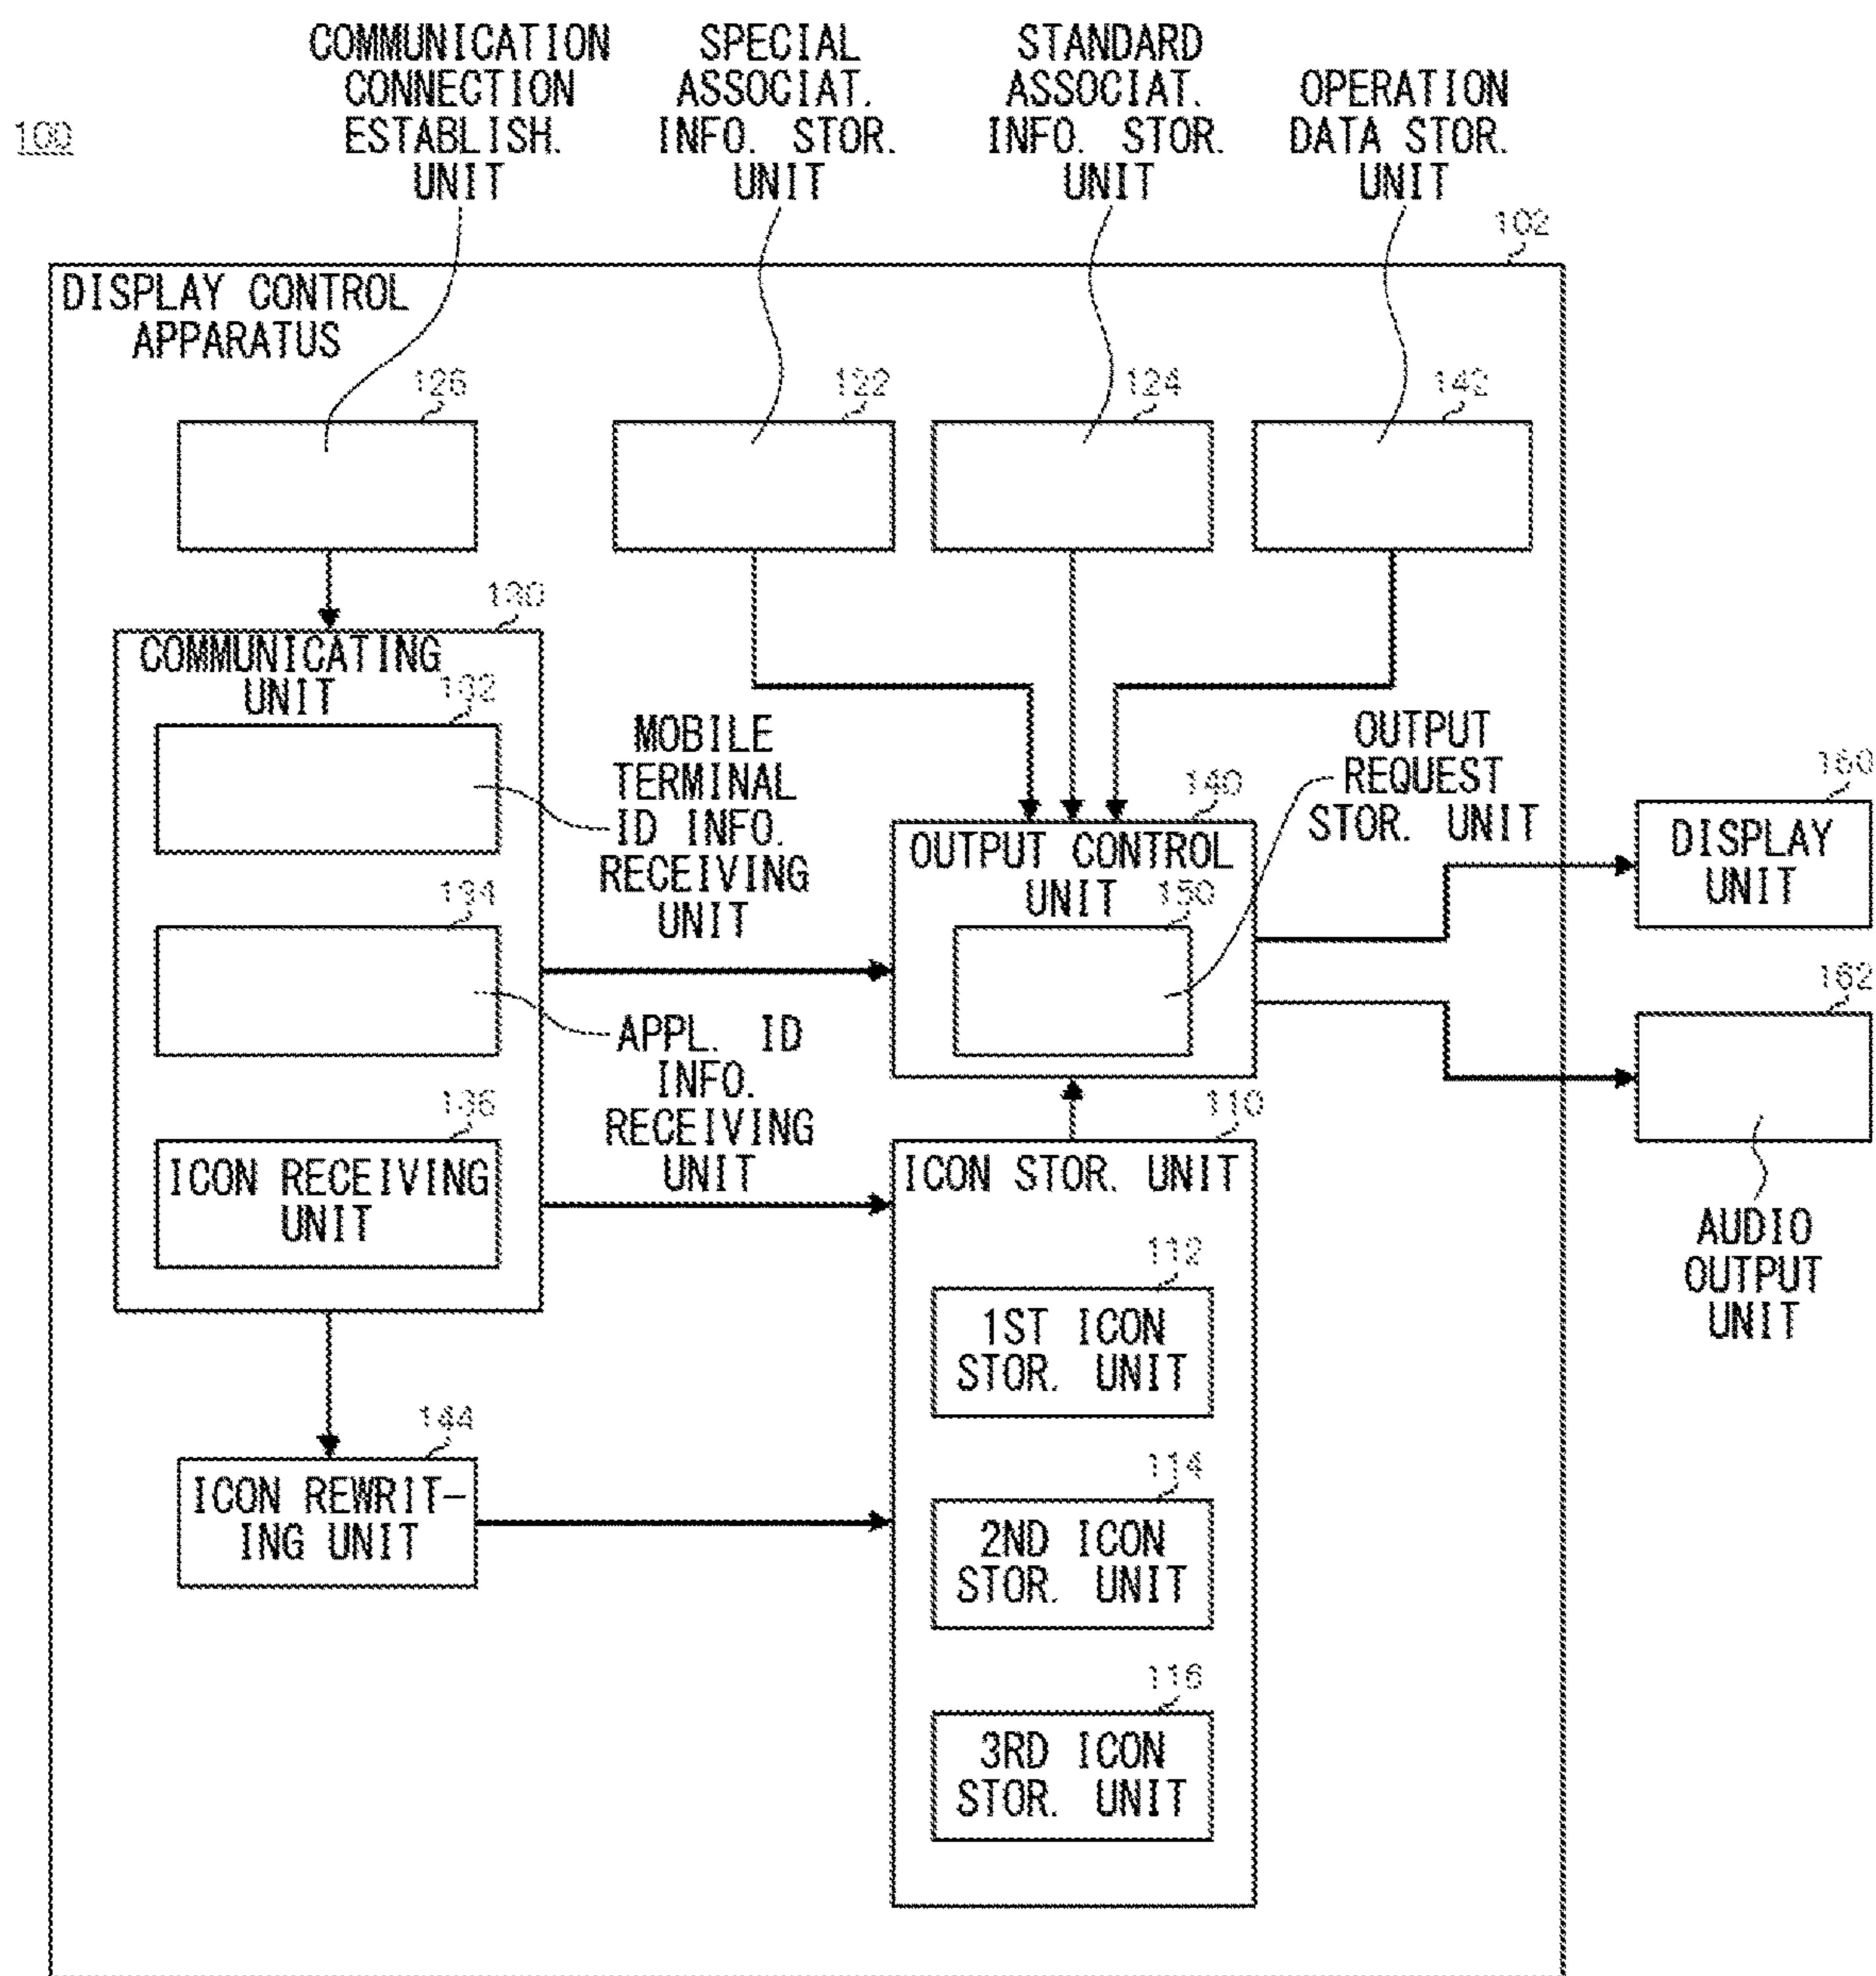 COMMUNICATION
CONNECTION
ESTABLISH.
UNIT
SPECIAL
ASSOCIAT.
INFO. STOR.
UNIT
STANDARD
ASSOCIAT.
INFO. STOR.
UNIT
OPERATION
DATA STOR.
UNIT
100
102
DISPLAY CONTROL
APPARATUS
126
122
124
142
130
COMMUNICATING
UNIT
132
MOBILE
TERMINAL
ID INFO.
RECEIVING
UNIT
134
APPL. ID
INFO.
RECEIVING
UNIT
136
ICON RECEIVING
UNIT
140
OUTPUT CONTROL
UNIT
150
OUTPUT
REQUEST
STOR. UNIT
160
DISPLAY
UNIT
162
AUDIO
OUTPUT
UNIT
110
ICON STOR. UNIT
112
1ST ICON
STOR. UNIT
114
2ND ICON
STOR. UNIT
116
3RD ICON
STOR. UNIT
144
ICON REWRIT-
ING UNIT